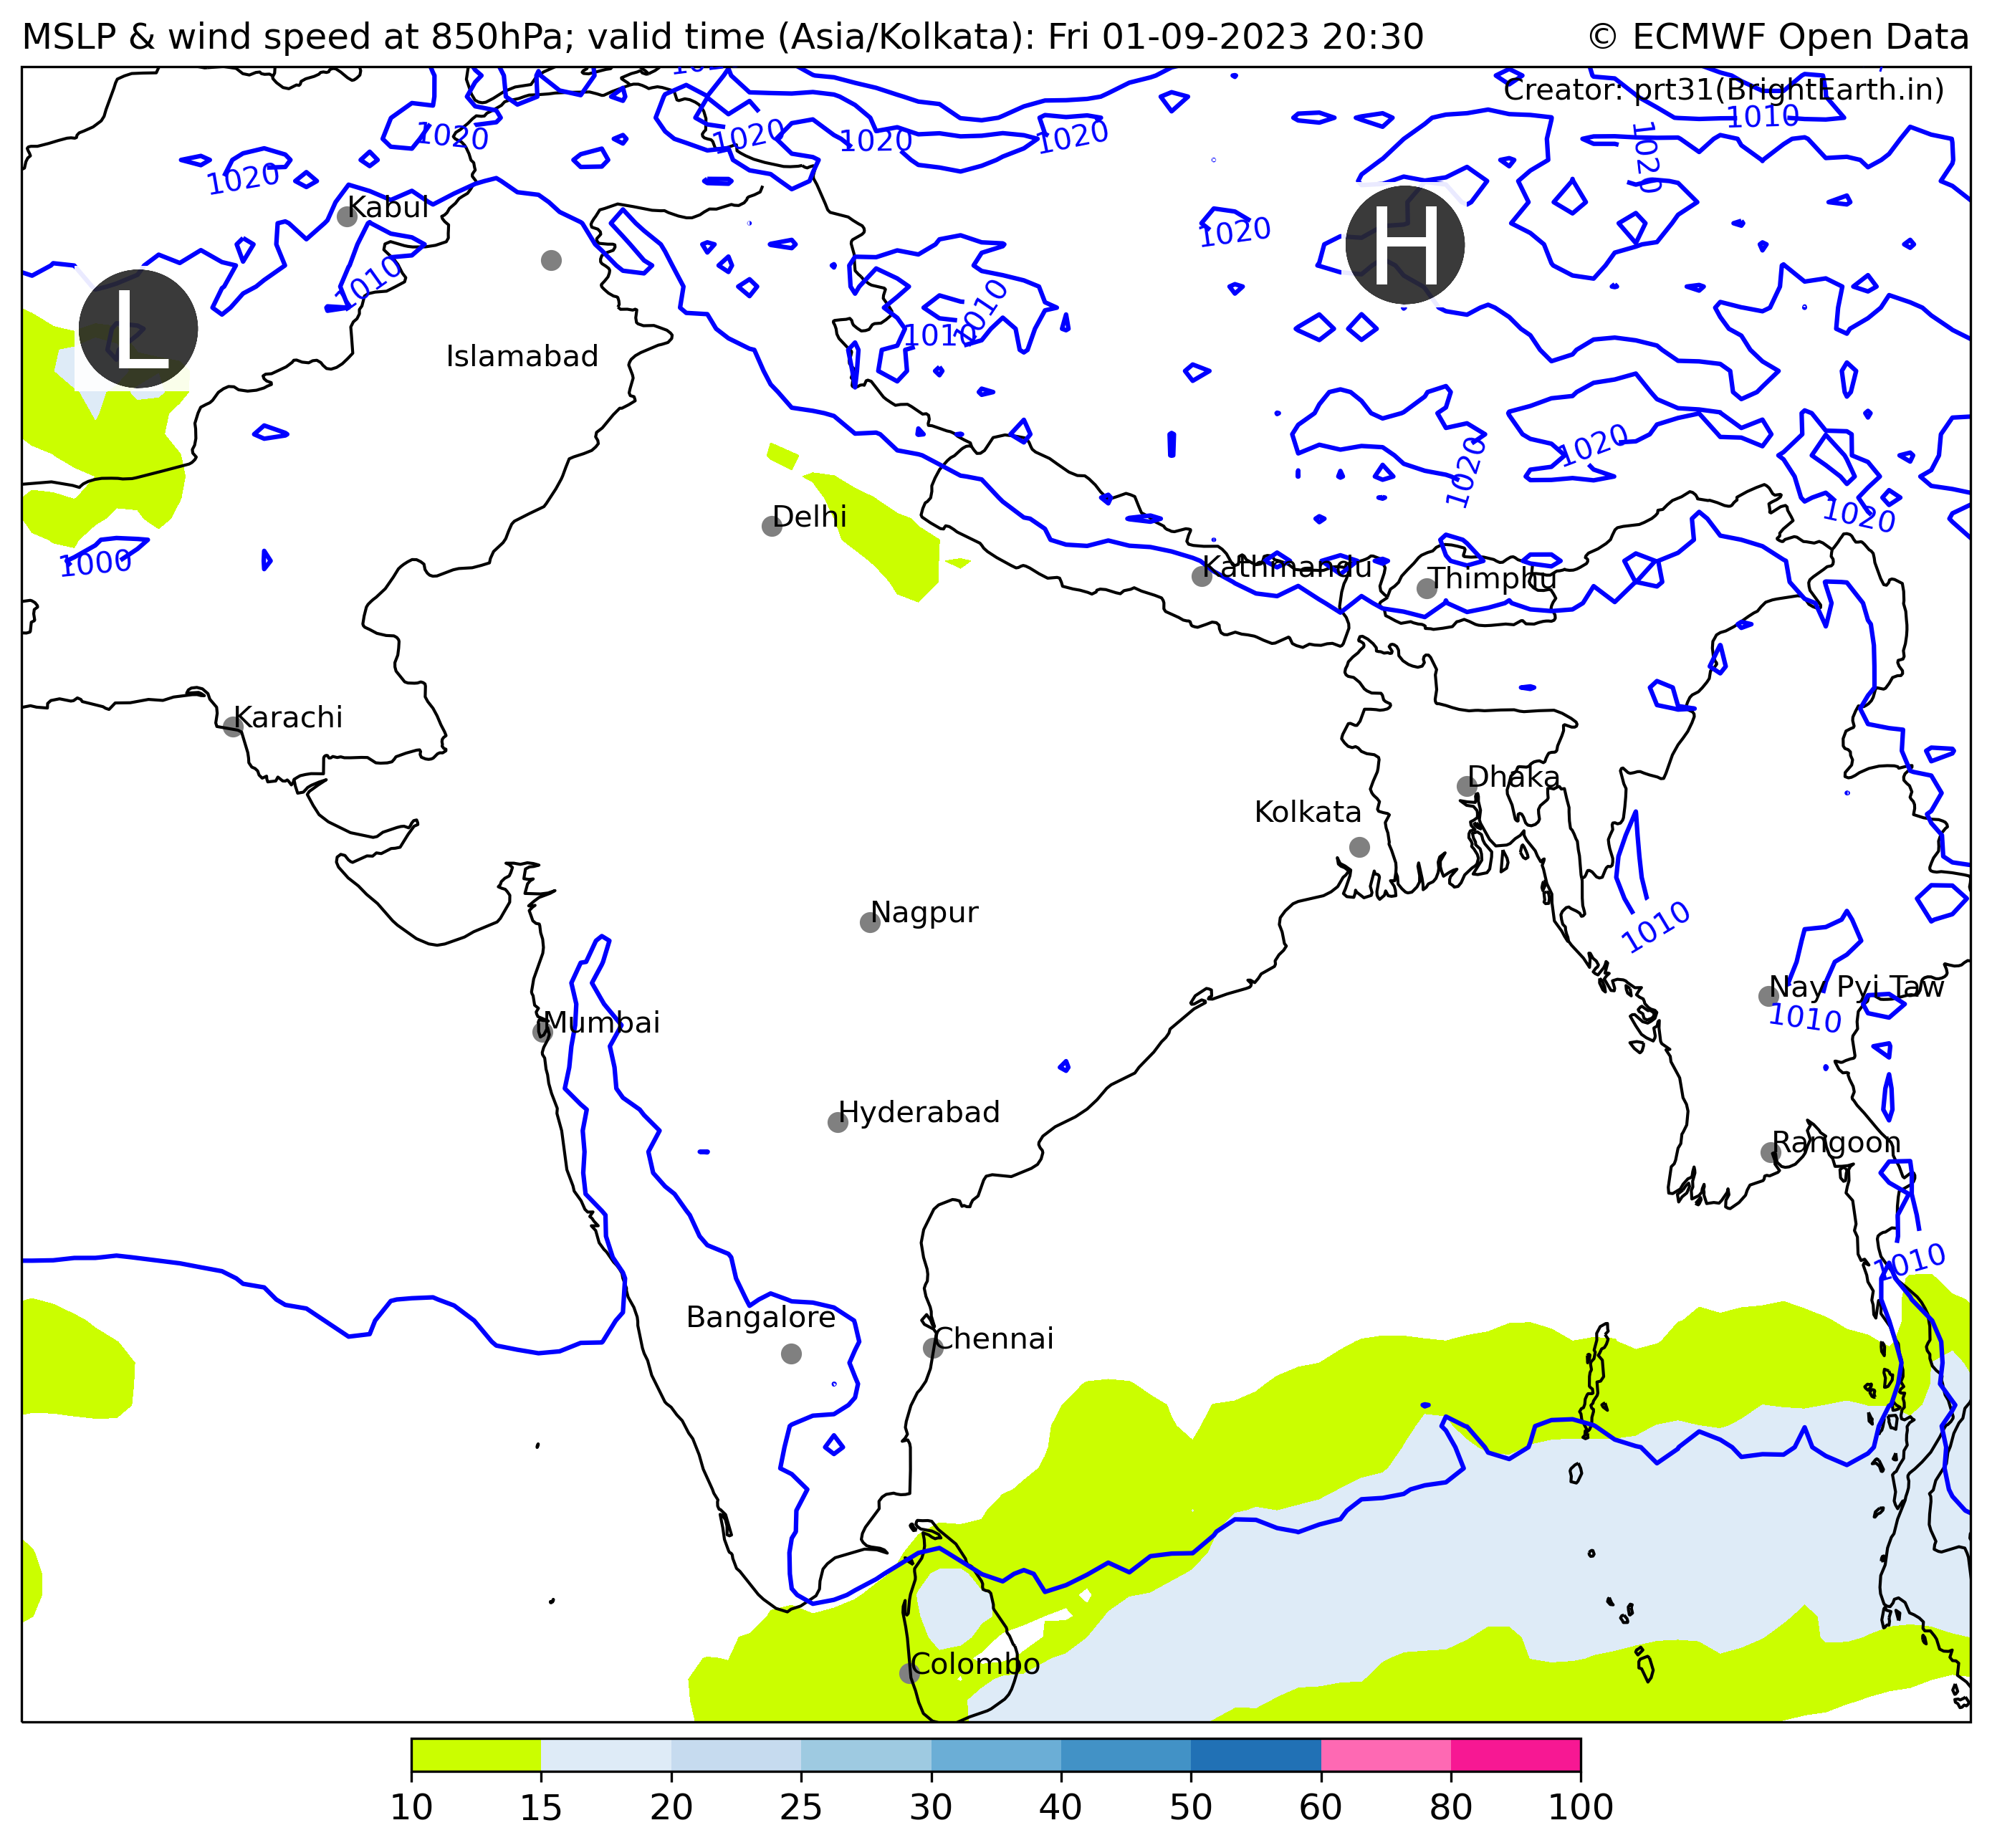 MSLP & wind speed at 850hPa; valid time (Asia/Kolkata): Fri 01-09-2023 20:30
© ECMWF Open Data
Creator: prt31(BrightEarth.in)
1010
1020
1020
1020
1020
1020
1020
1020
Kabul
1020
H
1010
L
1010
1010
Islamabad
1020
1020
1020
Delhi
1000
Kathmandu
Thimphu
Karachi
Dhaka
Kolkata
Nagpur
1010
Nay Pyi Taw
1010
Mumbai
Hyderabad
Rangoon
1010
Bangalore
Chennai
Colombo
10 15 20 25 30 40 50 60 80 100